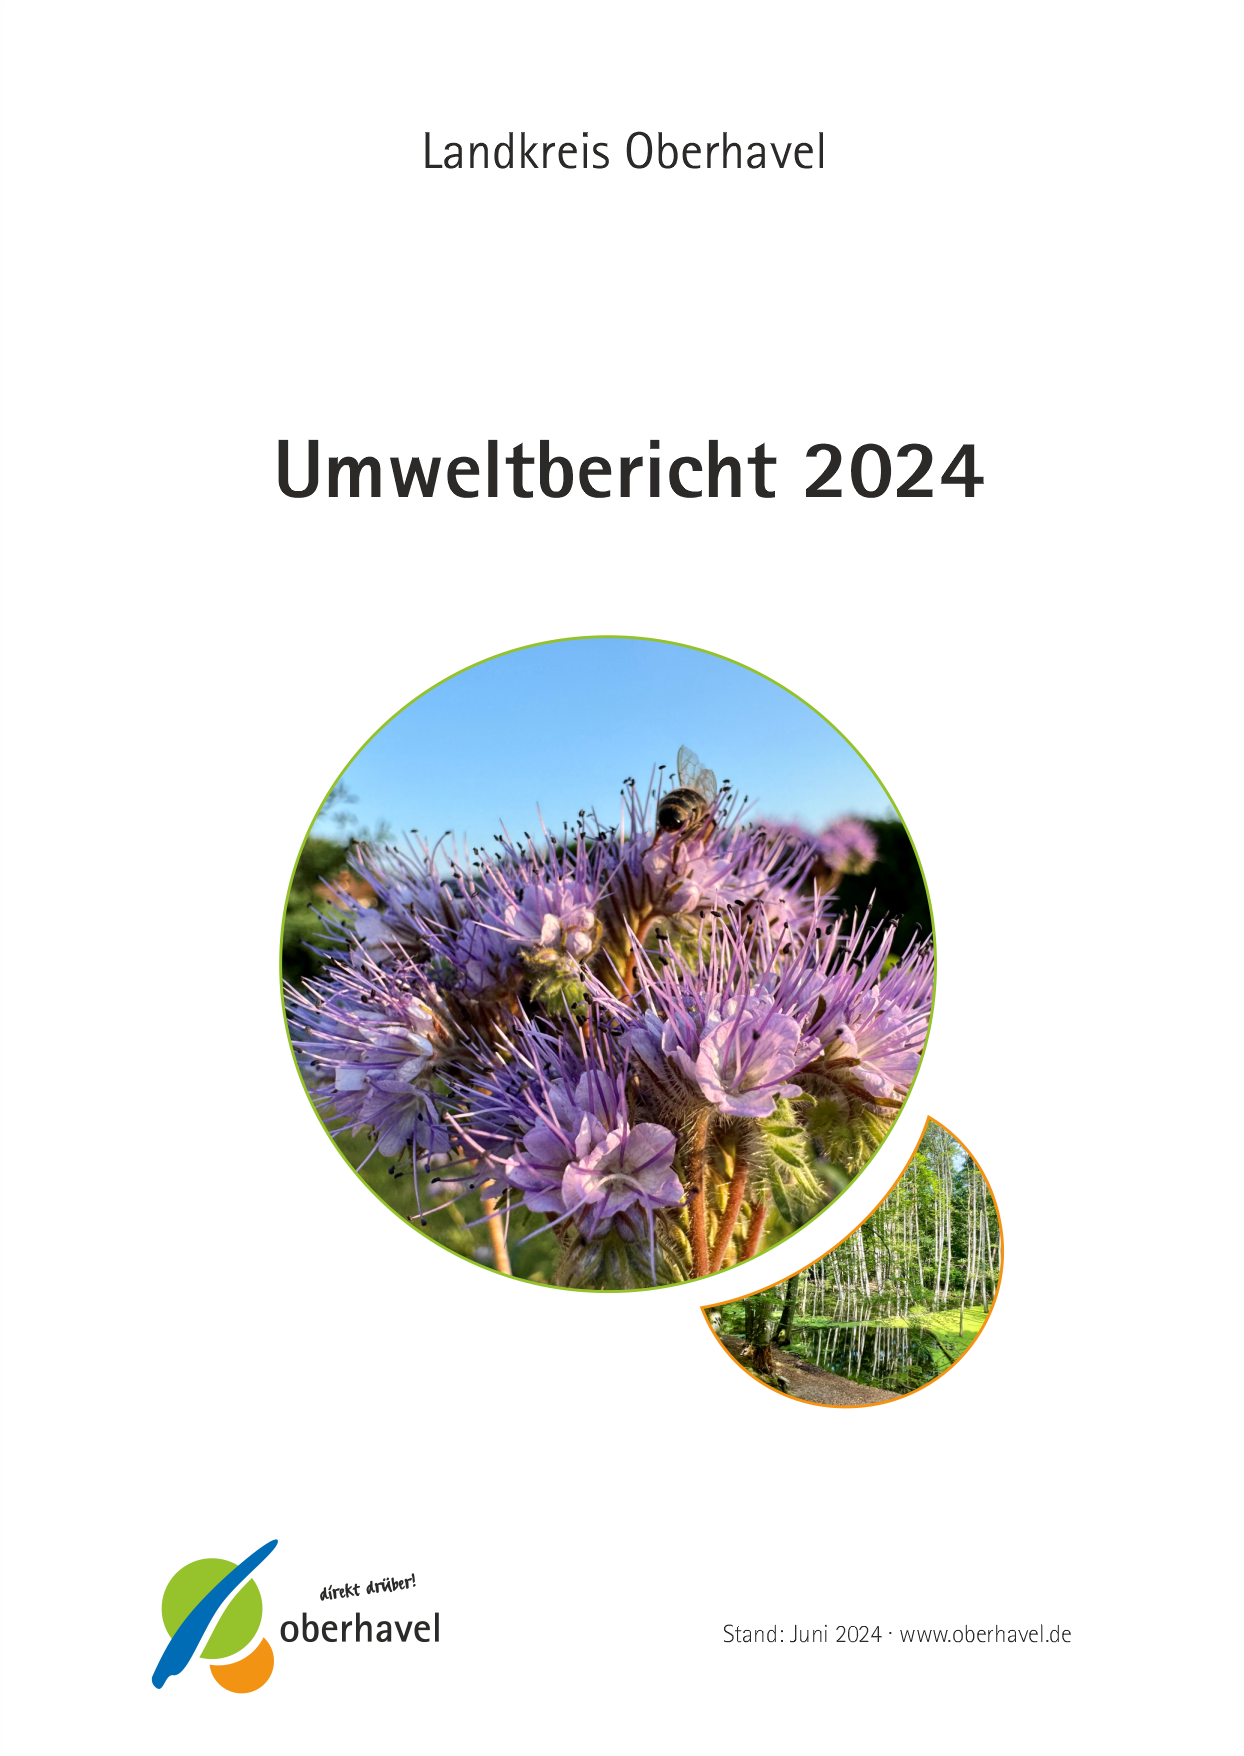 Landkreis Oberhavel
Umweltbericht 2024
direkt drüber!
oberhavel
Stand: Juni 2024 · www.oberhavel.de